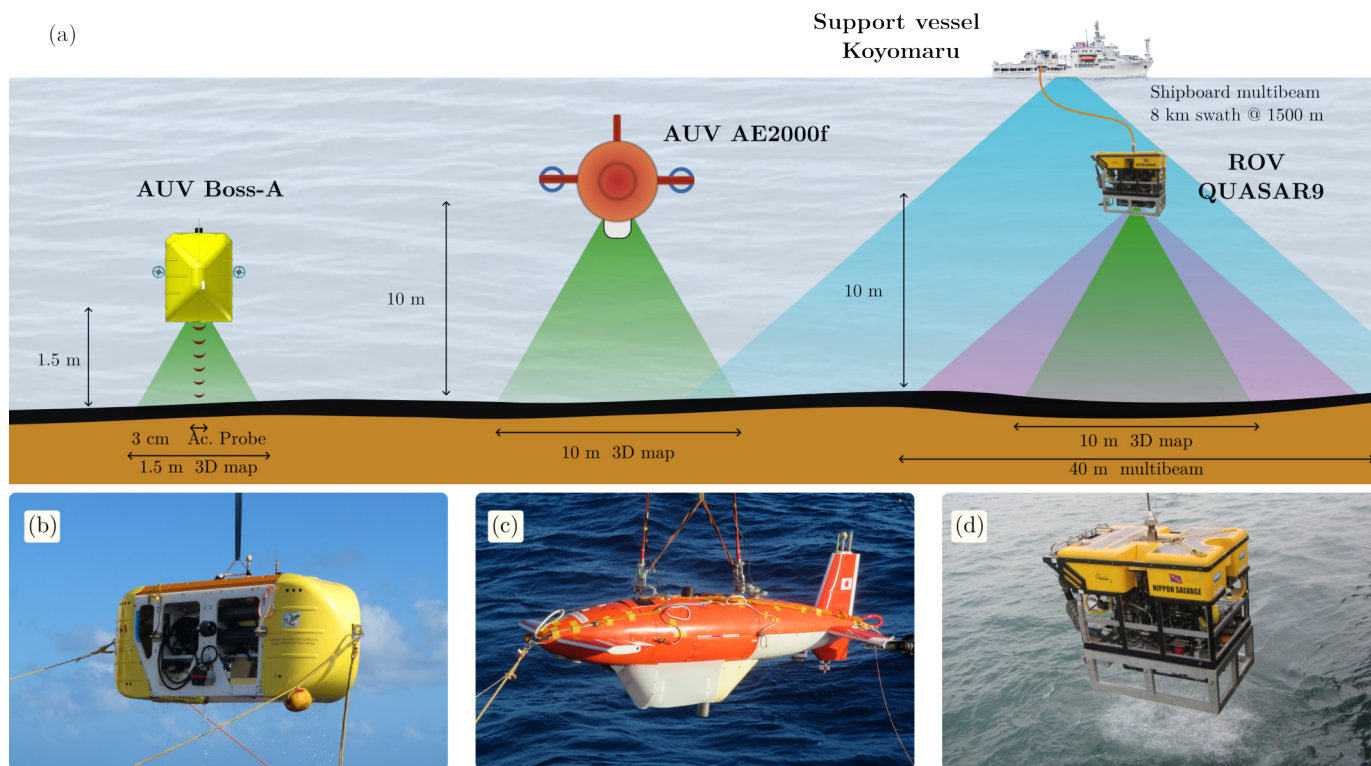 (a)
Support vessel
Koyomaru
Shipboard multibeam
8 km swath @ 1500 m
AUV AE2000f
ROV
QUASAR9
AUV Boss-A
10 m
10 m
1.5 m
3 cm Ac. Probe
1.5 m 3D map
10 m 3D map
10 m 3D map
40 m multibeam
(b)
(c)
(d)
NIPPON SALVAGE